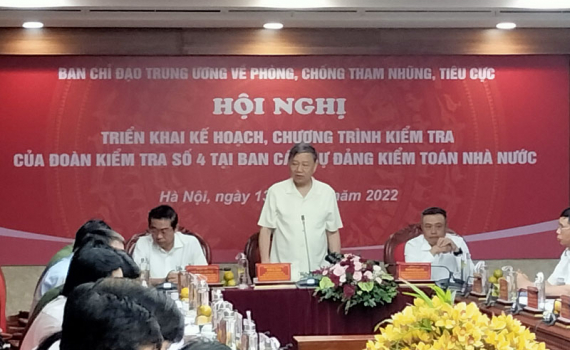 BAN CHỈ ĐẠO TRUNG ƯƠNG VỀ PHÒNG, CHỐNG THAM NHŨNG, TIÊU CỰC
HỘI NGHỊ
TRIỂN KHAI KẾ HOẠCH, CHƯƠNG TRÌNH KIỂM TRA
CỦA ĐOÀN KIỂM TRA SỐ 4 TẠI BAN CÁ Ự ĐẢNG KIỂM TOÁN NHÀ NƯỚC
Hà Nội, ngày 13 năm 2022